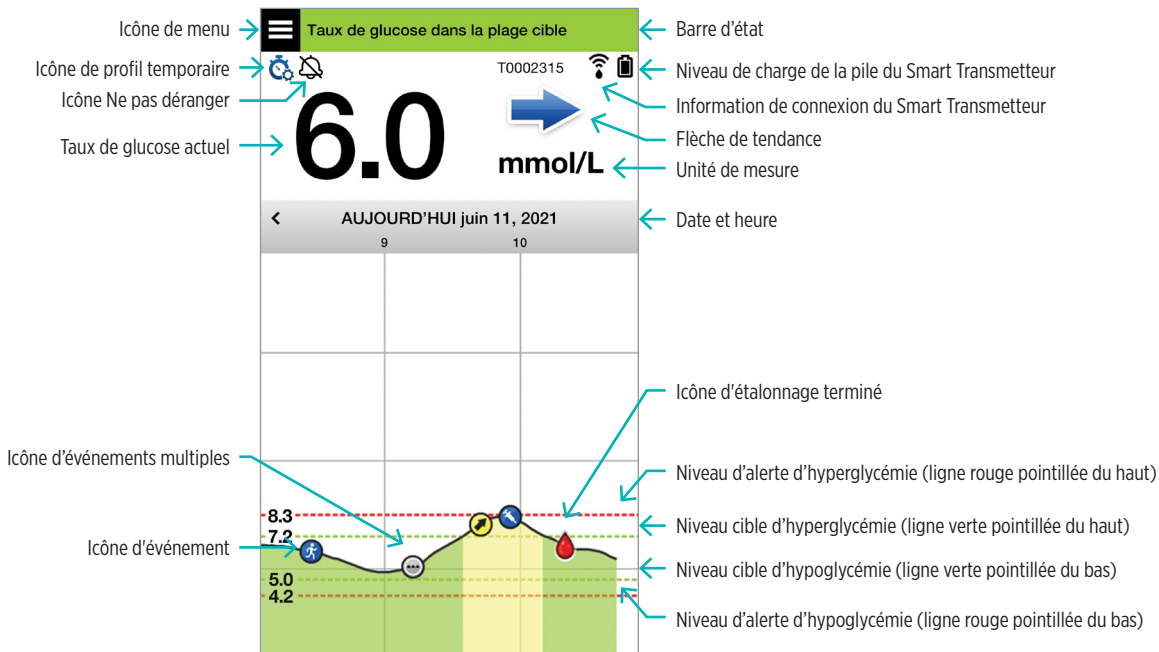 Icône de menu
Taux de glucose dans la plage cible
Barre d'état
Icône de profil temporaire
T0002315
Niveau de charge de la pile du Smart Transmetteur
Icône Ne pas déranger
Information de connexion du Smart Transmetteur
6.0
Flèche de tendance
Taux de glucose actuel
mmol/L
Unité de mesure
AUJOURD'HUI juin 11, 2021
Date et heure
9
10
Icône d'étalonnage terminé
Icône d'événements multiples
Niveau d'alerte d'hyperglycémie (ligne rouge pointillée du haut)
8.3
Niveau cible d'hyperglycémie (ligne verte pointillée du haut)
7.2
Icône d'événement
Niveau cible d'hypoglycémie (ligne verte pointillée du bas)
5.0
4.2
Niveau d'alerte d'hypoglycémie (ligne rouge pointillée du bas)